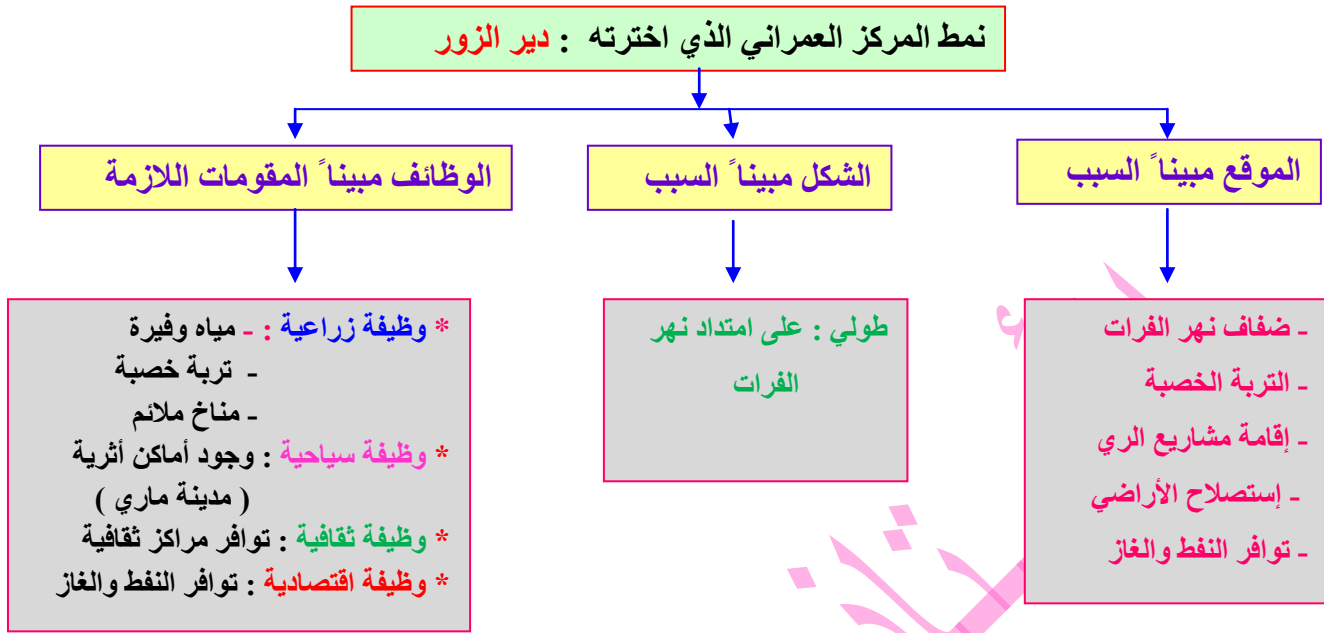 نمط المركز العمراني الذي اخترته : دير الزور
الموقع مبيناً السبب
الشكل مبيناً السبب
الوظائف مبيناً المقومات اللازمة
- ضفاف نهر الفرات
- التربة الخصبة
- إقامة مشاريع الري
- إستصلاح الأراضي
- توافر النفط والغاز
طولي : على امتداد نهر
الفرات
* وظيفة زراعية : - مياه وفيرة
- تربة خصبة
- مناخ ملائم
* وظيفة سياحية : وجود أماكن أثرية
( مدينة ماري )
* وظيفة ثقافية : توافر مراكز ثقافية
* وظيفة اقتصادية : توافر النفط والغاز